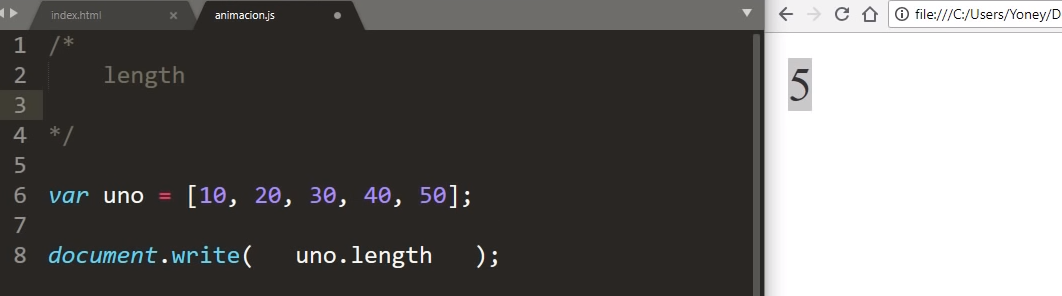 index.html × animacion.js
file:///C:/Users/Yoney/D
1 /*
2 length
3
4 */
5
6 var uno = [10, 20, 30, 40, 50];
7
8 document.write( uno.length );
5